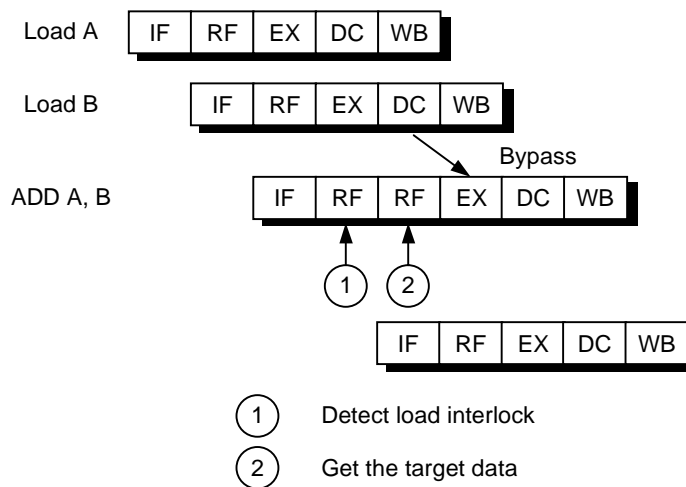 Load A IF RF EX DC WB
Load B IF RF EX DC WB
Bypass
ADD A, B IF RF RF EX DC WB
1 2
IF RF EX DC WB
1 Detect load interlock
2 Get the target data